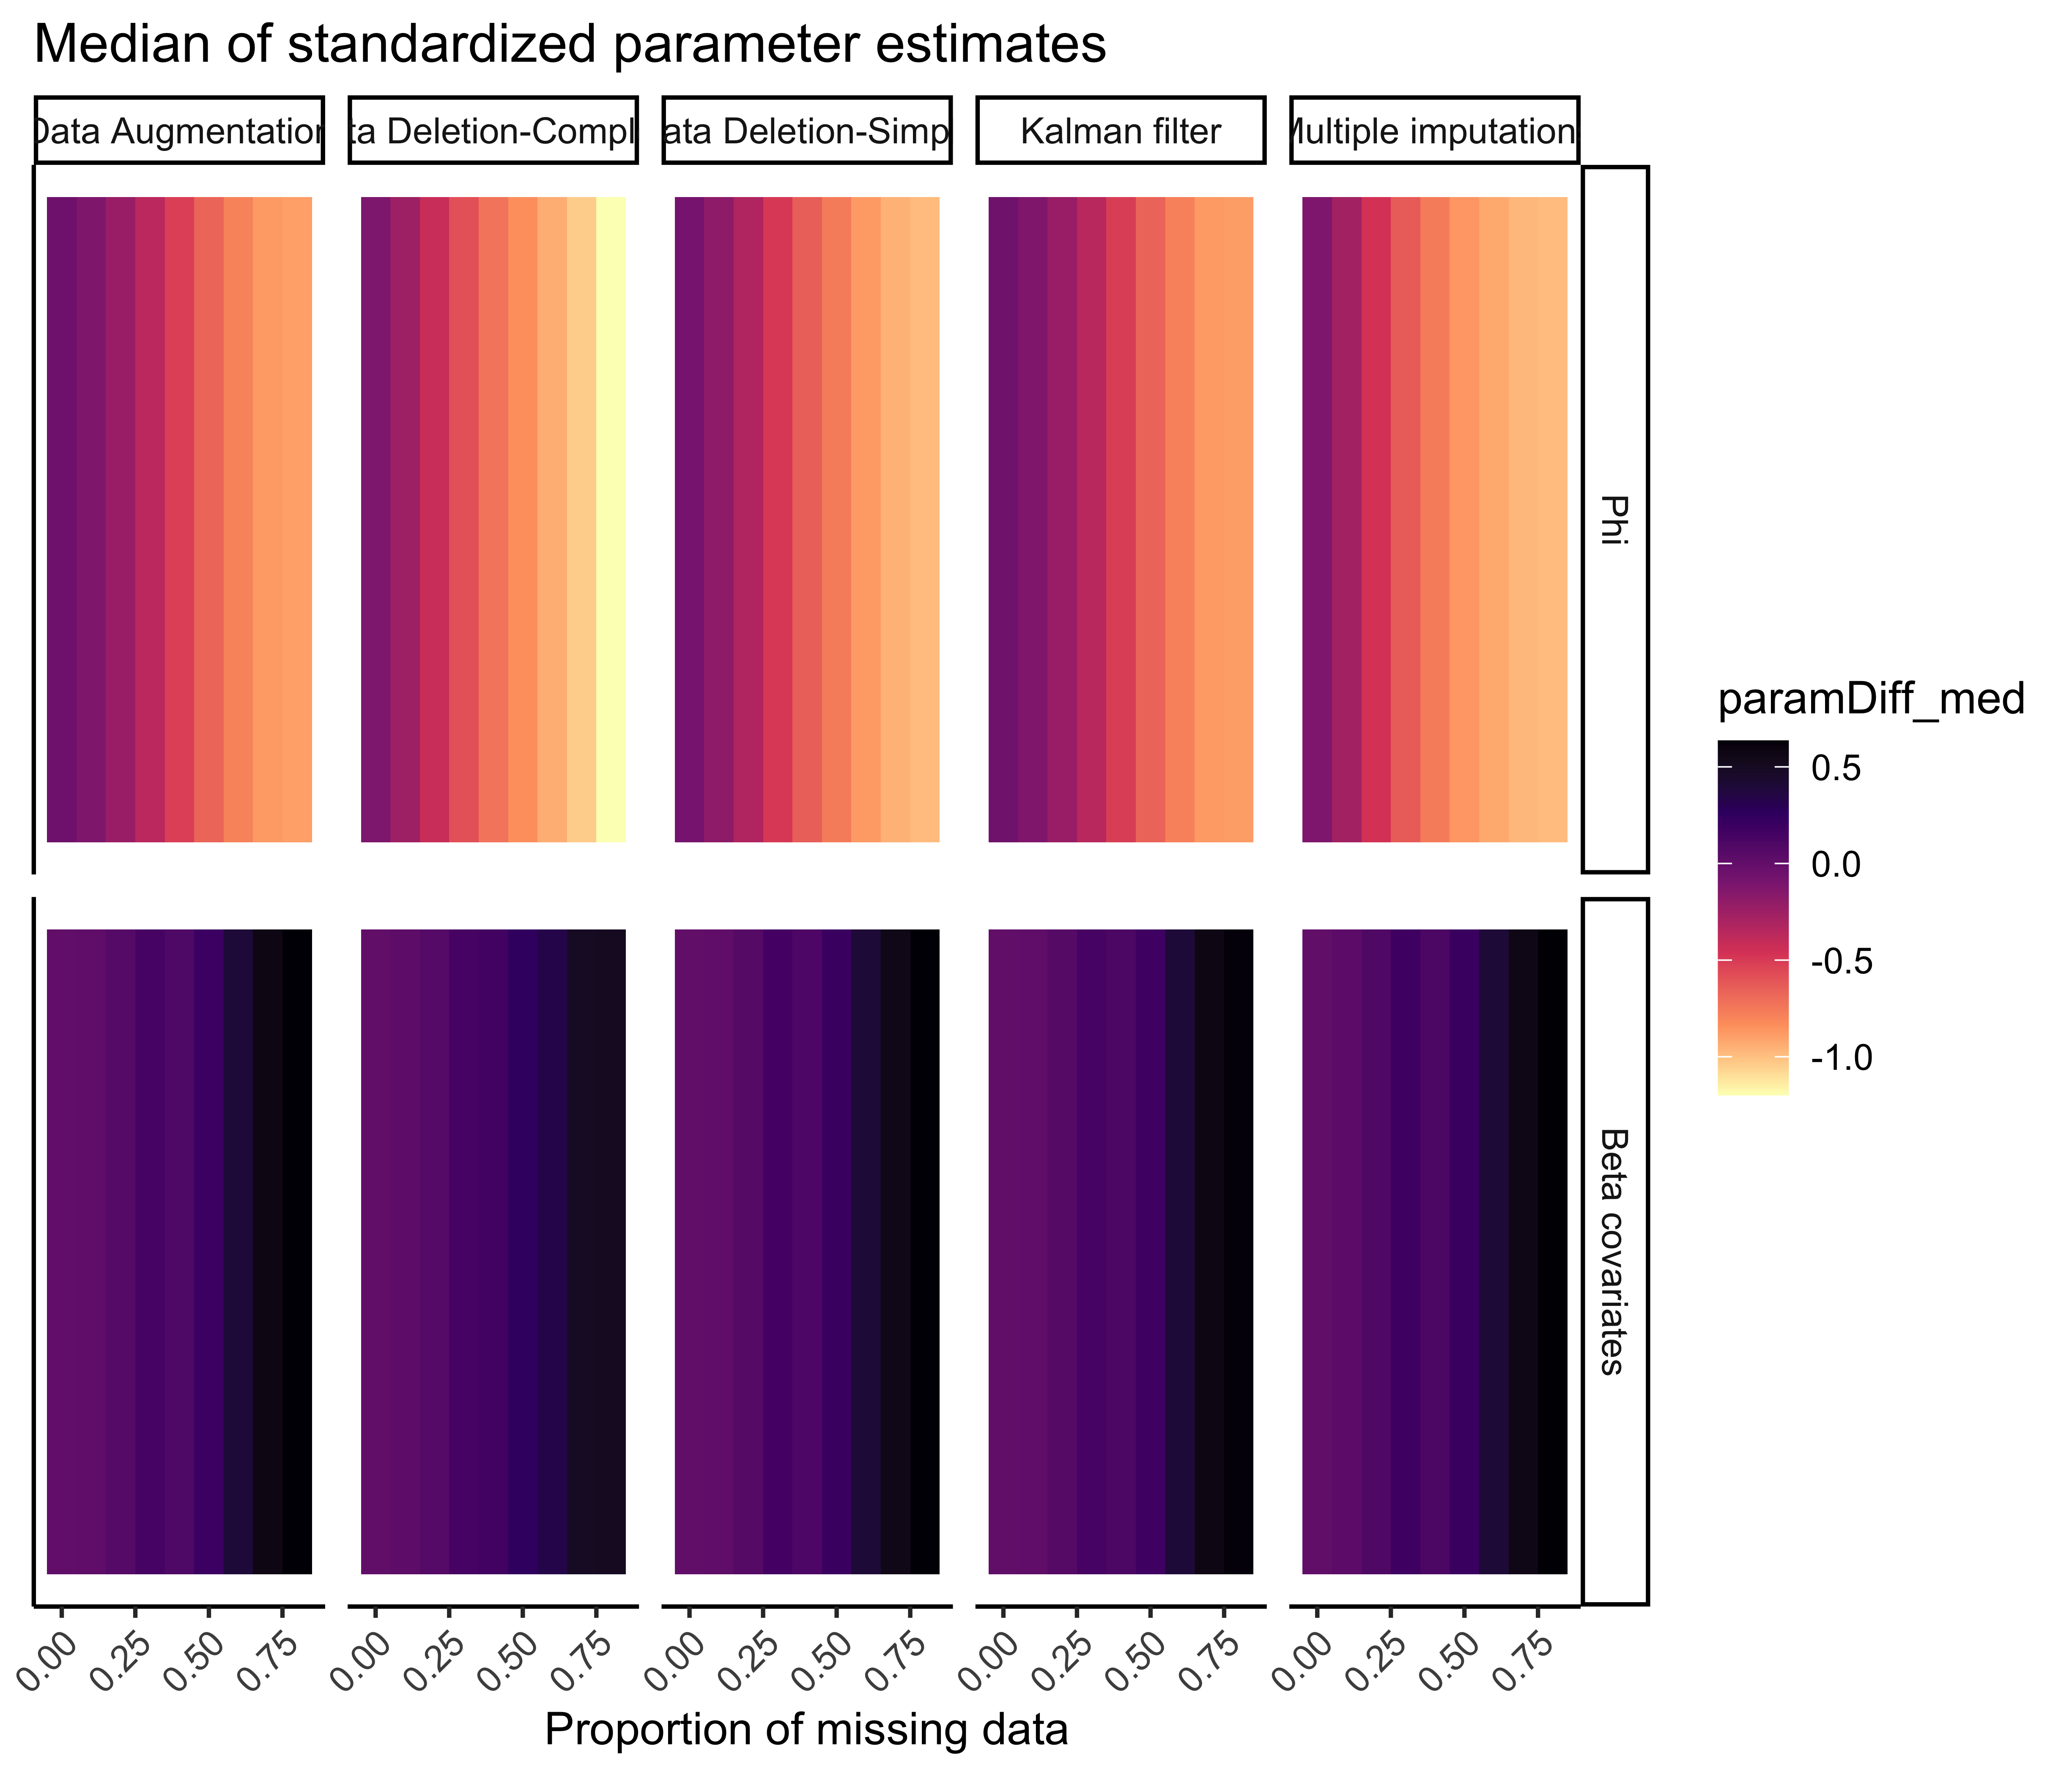 Median of standardized parameter estimates
Data Augmentation
ta Deletion-Compl
ata Deletion-Simp
Kalman filter
Multiple imputation
Phi
Beta covariates
paramDiff_med
0.5
0.0
-0.5
-1.0
0.00 0.25 0.50 0.75 0.00 0.25 0.50 0.75 0.00 0.25 0.50 0.75 0.00 0.25 0.50 0.75 0.00 0.25 0.50 0.75
Proportion of missing data